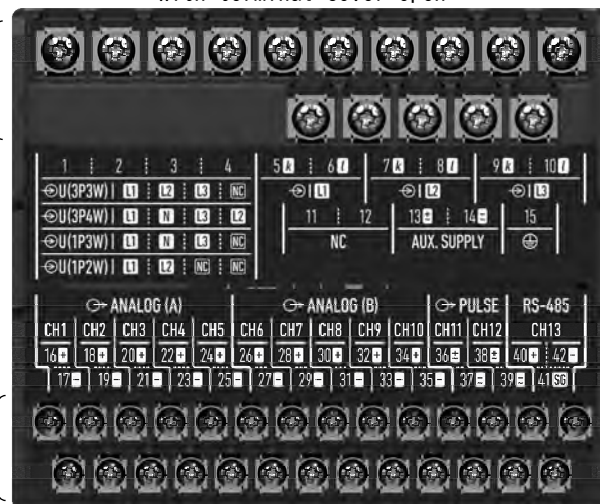 1 2 3 4 5 k 6 l 7 k 8 l 9 k 10 l
U(3P3W) L1 L2 L3 NC I L1 I L2 I L3
U(3P4W) L1 N L3 L2 11 12 13 ± 14 ± 15
U(1P3W) L1 N L3 NC NC AUX. SUPPLY
U(1P2W) L1 L2 NC NC
ANALOG (A) ANALOG (B) PULSE RS-485
CH1 CH2 CH3 CH4 CH5 CH6 CH7 CH8 CH9 CH10 CH11 CH12 CH13
16 + 18 + 20 + 22 + 24 + 26 + 28 + 30 + 32 + 34 + 36 ± 38 ± 40 + 42 -
17 - 19 - 21 - 23 - 25 - 27 - 29 - 31 - 33 - 35 - 37 ± 39 ± 41 SG